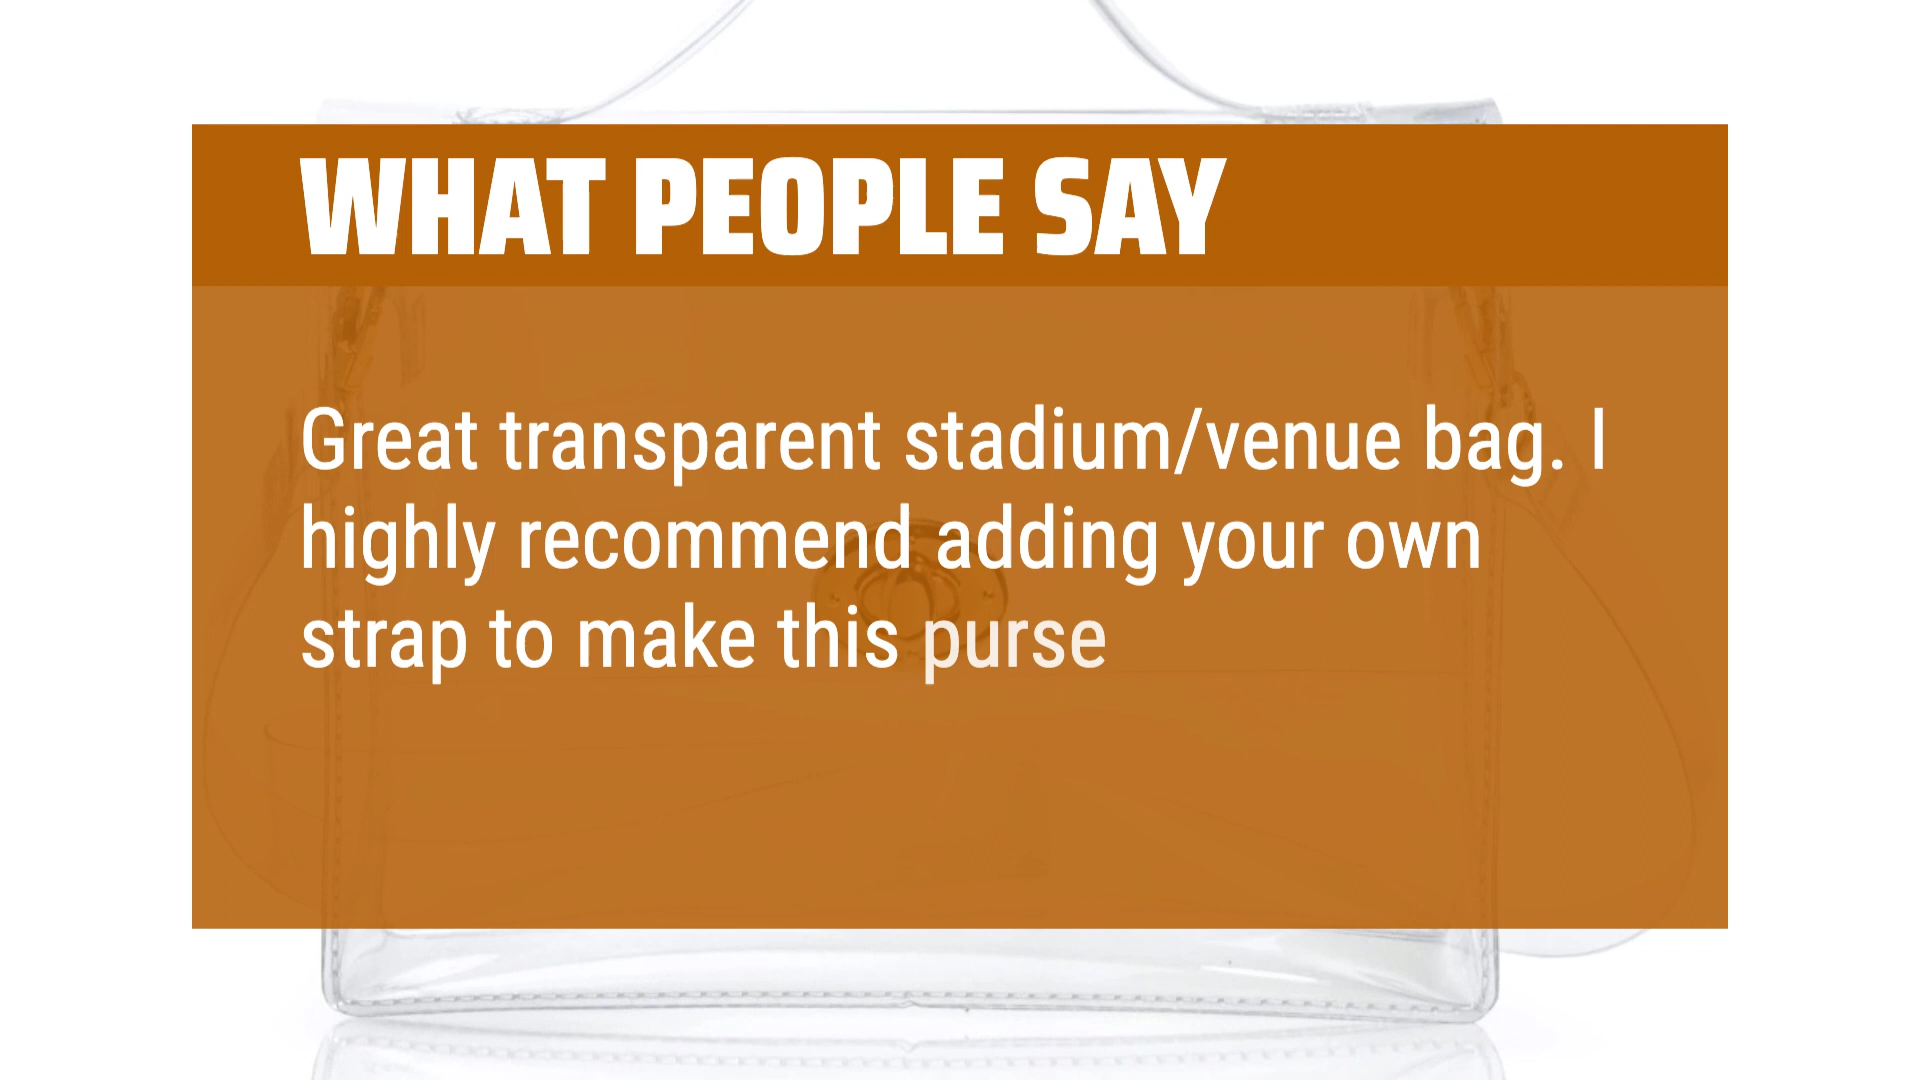 WHAT PEOPLE SAY
Great transparent stadium/venue bag. I
highly recommend adding your own
strap to make this purse